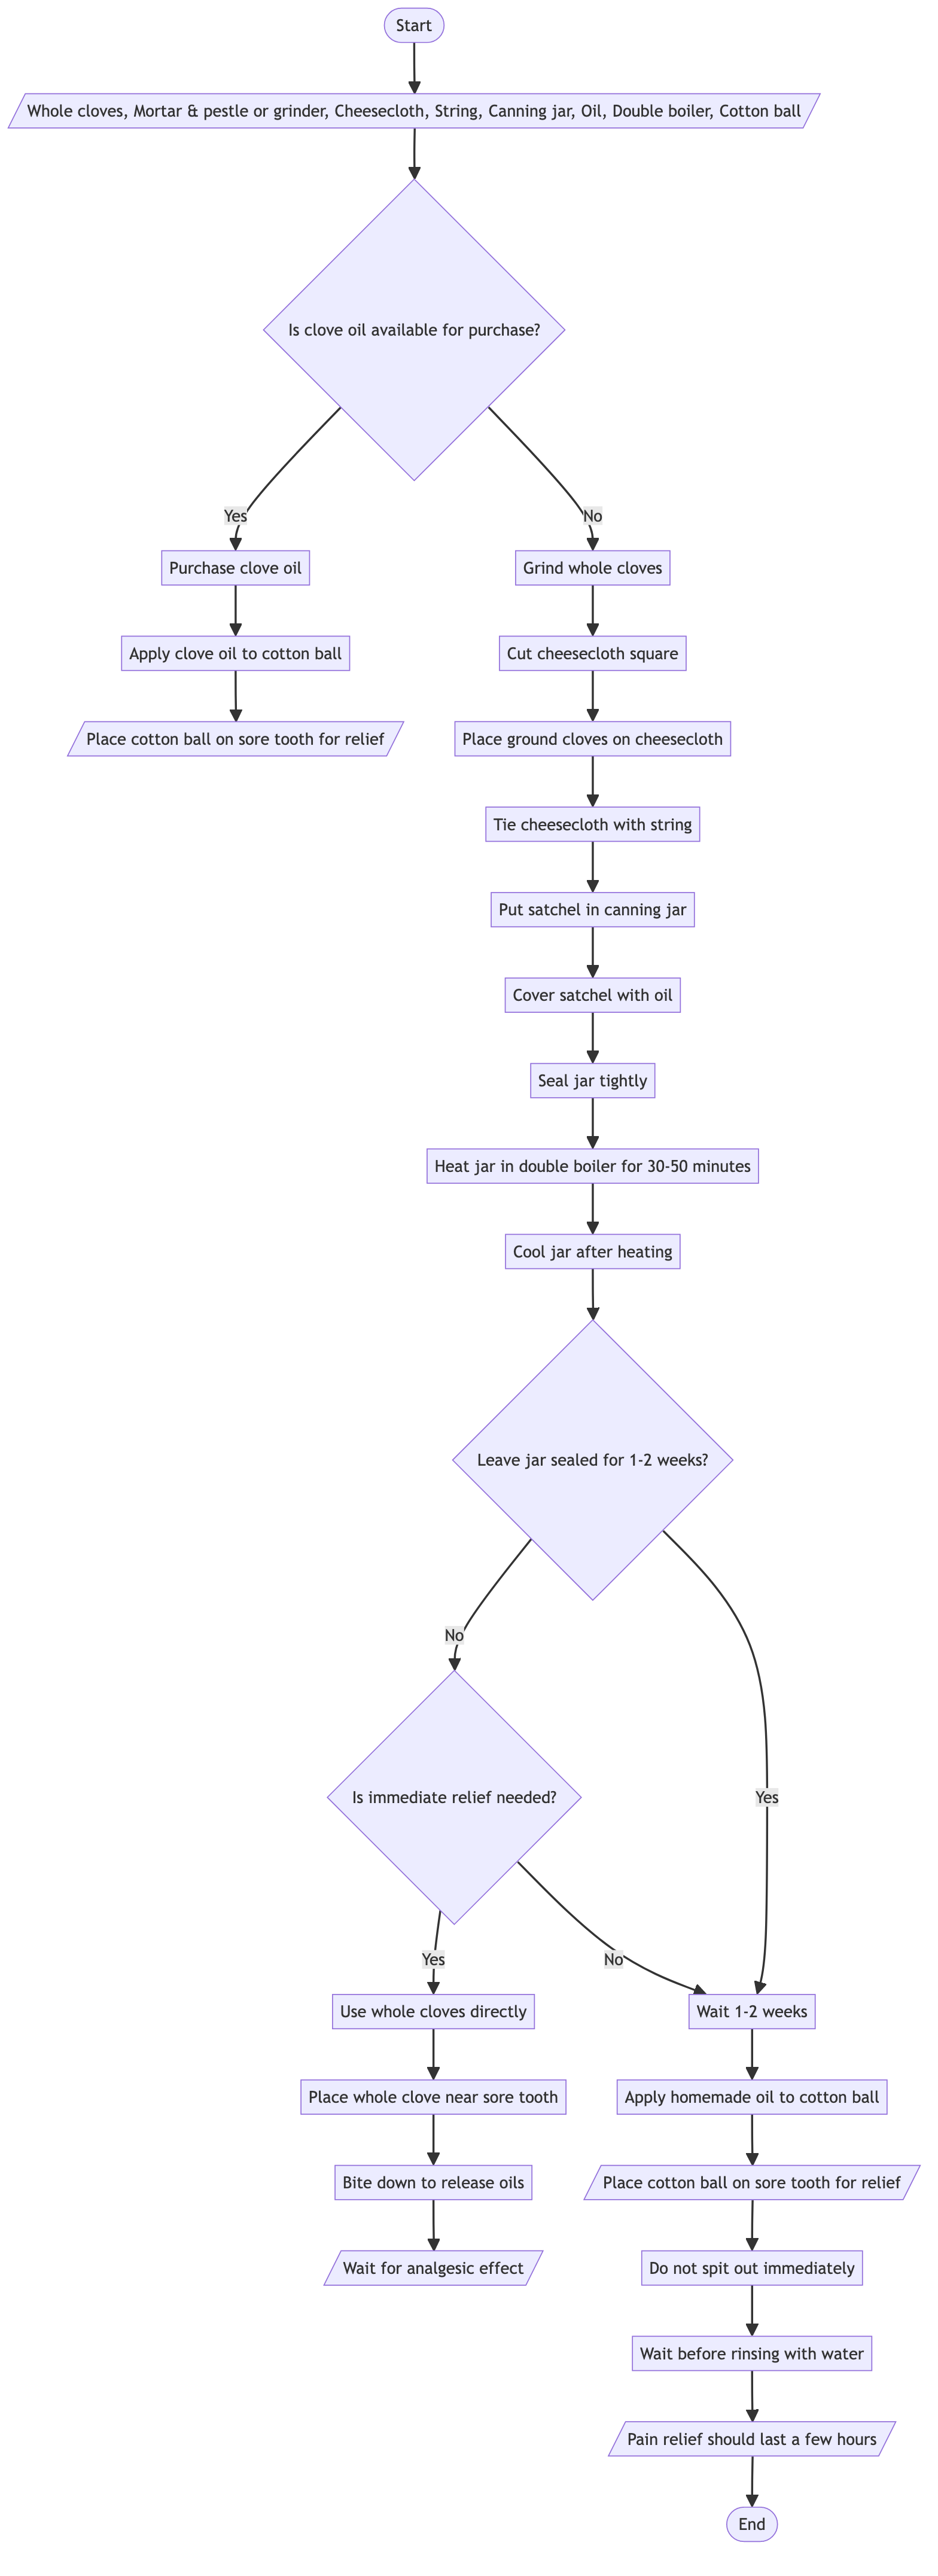 Start
Whole cloves, Mortar & pestle or grinder, Cheesecloth, String, Canning jar, Oil, Double boiler, Cotton ball
Is clove oil available for purchase?
Yes
No
Purchase clove oil
Grind whole cloves
Apply clove oil to cotton ball
Cut cheesecloth square
Place cotton ball on sore tooth for relief
Place ground cloves on cheesecloth
Tie cheesecloth with string
Put satchel in canning jar
Cover satchel with oil
Seal jar tightly
Heat jar in double boiler for 30-50 minutes
Cool jar after heating
Leave jar sealed for 1-2 weeks?
No
Is immediate relief needed?
Yes
Yes
No
Use whole cloves directly
Wait 1-2 weeks
Place whole clove near sore tooth
Apply homemade oil to cotton ball
Bite down to release oils
Place cotton ball on sore tooth for relief
Wait for analgesic effect
Do not spit out immediately
Wait before rinsing with water
Pain relief should last a few hours
End